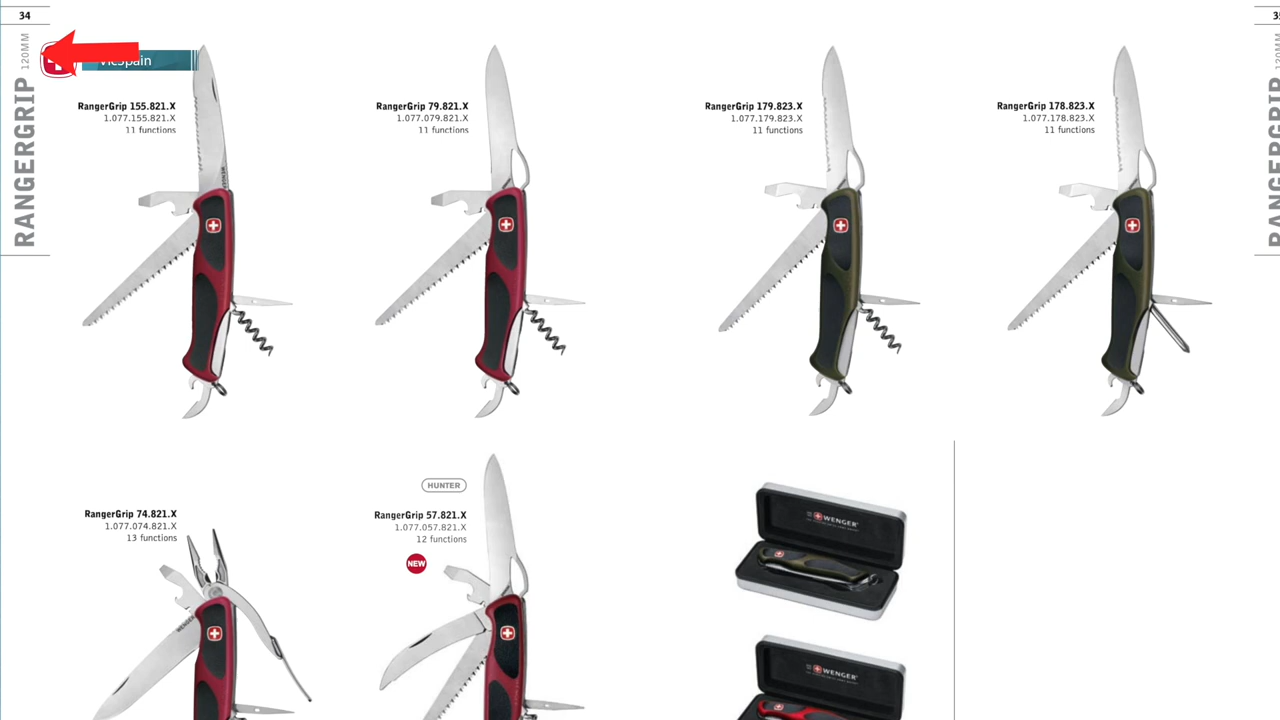 34
120MM
RANGERGRIP
VicSpain
RangerGrip 155.821.X
1.077.155.821.X
11 functions
RangerGrip 79.821.X
1.077.079.821.X
11 functions
RangerGrip 179.823.X
1.077.179.823.X
11 functions
RangerGrip 178.823.X
1.077.178.823.X
11 functions
RangerGrip 74.821.X
1.077.074.821.X
13 functions
WENGER
HUNTER
RangerGrip 57.821.X
1.077.057.821.X
12 functions
NEW
WENGER
WENGER
120MM
RANGERGRIP